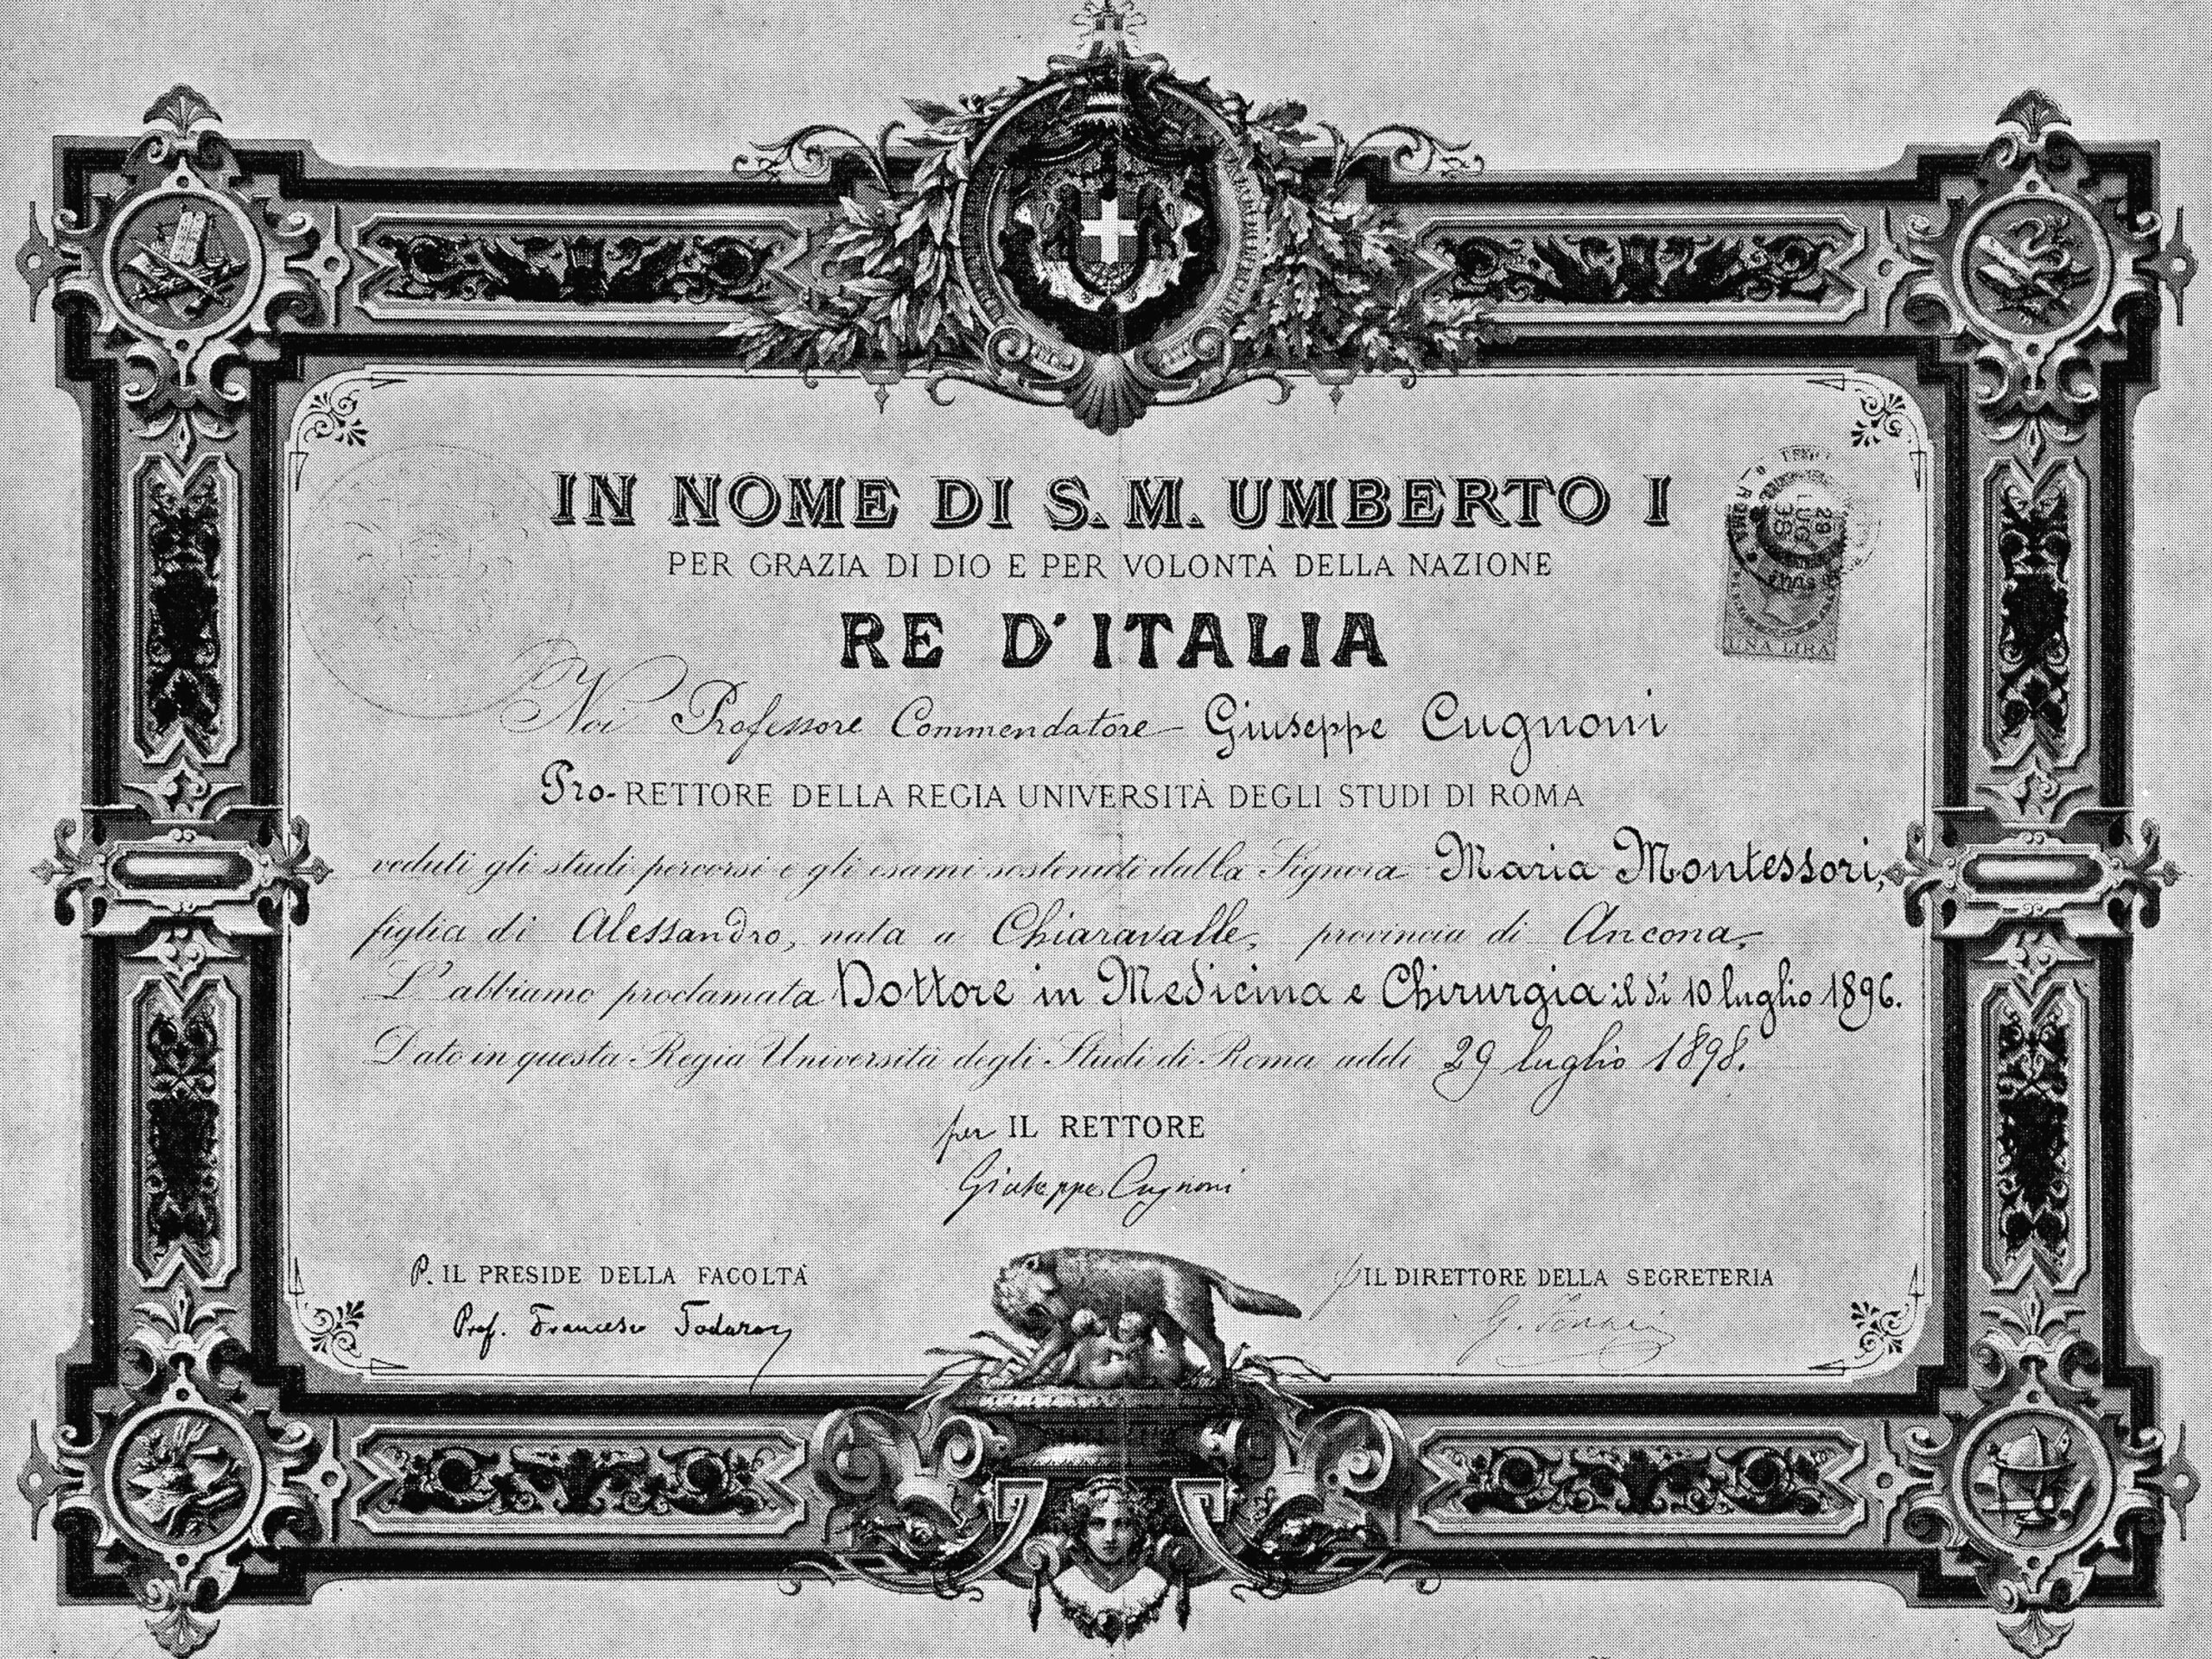 IN NOME DI S. M. UMBERTO I
PER GRAZIA DI DIO E PER VOLONTÀ DELLA NAZIONE
RE D'ITALIA
Noi Professore Commendatore Giuseppe Cugnoni
Pro-RETTORE DELLA REGIA UNIVERSITÀ DEGLI STUDI DI ROMA
veduti gli studi percorsi e gli esami sostenuti dalla Signora Maria Montessori,
figlia di Alessandro, nata a Chiaravalle, provincia di Ancona,
L'abbiamo proclamata Dottore in Medicina e Chirurgia il dì 10 luglio 1896.
Dato in questa Regia Università degli Studi di Roma addì 29 luglio 1898.
per IL RETTORE
Giuseppe Cugnoni
P. IL PRESIDE DELLA FACOLTÀ
Prof. Francesco Todaro
IL DIRETTORE DELLA SEGRETERIA
G.
ROMA
29
LUG
98
UNA LIRA